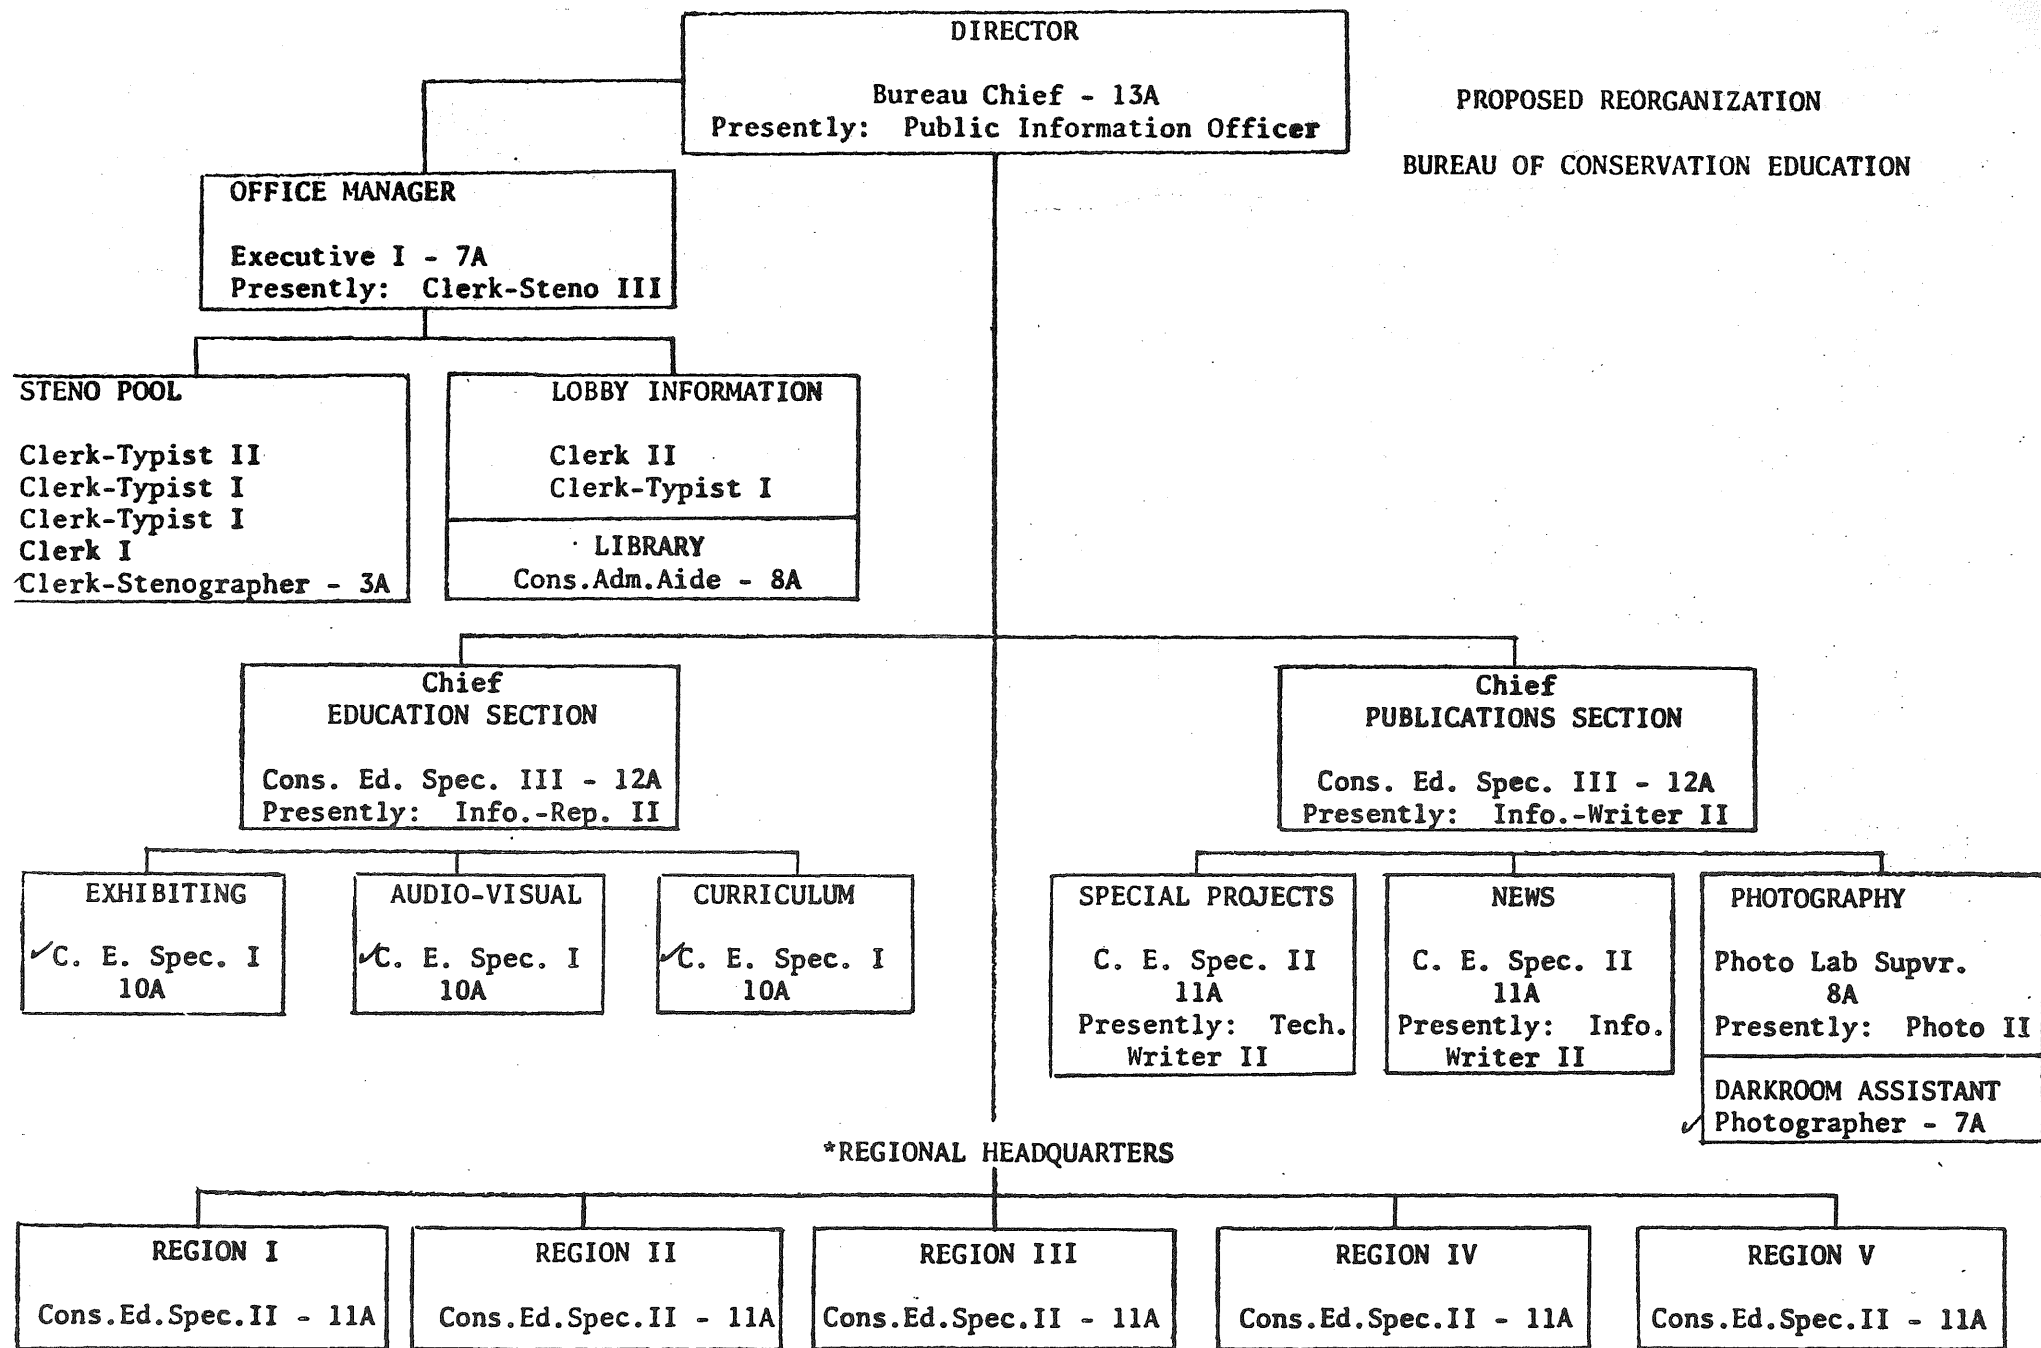 DIRECTOR
Bureau Chief - 13A
Presently: Public Information Officer
PROPOSED REORGANIZATION
BUREAU OF CONSERVATION EDUCATION
OFFICE MANAGER
Executive I - 7A
Presently: Clerk-Steno III
STENO POOL
Clerk-Typist II
Clerk-Typist I
Clerk-Typist I
Clerk I
✓Clerk-Stenographer - 3A
LOBBY INFORMATION
Clerk II
Clerk-Typist I
LIBRARY
Cons.Adm.Aide - 8A
Chief
EDUCATION SECTION
Cons. Ed. Spec. III - 12A
Presently: Info.-Rep. II
Chief
PUBLICATIONS SECTION
Cons. Ed. Spec. III - 12A
Presently: Info.-Writer II
EXHIBITING
✓C. E. Spec. I
10A
AUDIO-VISUAL
✓C. E. Spec. I
10A
CURRICULUM
✓C. E. Spec. I
10A
SPECIAL PROJECTS
C. E. Spec. II
11A
Presently: Tech.
Writer II
NEWS
C. E. Spec. II
11A
Presently: Info.
Writer II
PHOTOGRAPHY
Photo Lab Supvr.
8A
Presently: Photo II
DARKROOM ASSISTANT
✓ Photographer - 7A
*REGIONAL HEADQUARTERS
REGION I
Cons.Ed.Spec.II - 11A
REGION II
Cons.Ed.Spec.II - 11A
REGION III
Cons.Ed.Spec.II - 11A
REGION IV
Cons.Ed.Spec.II - 11A
REGION V
Cons.Ed.Spec.II - 11A